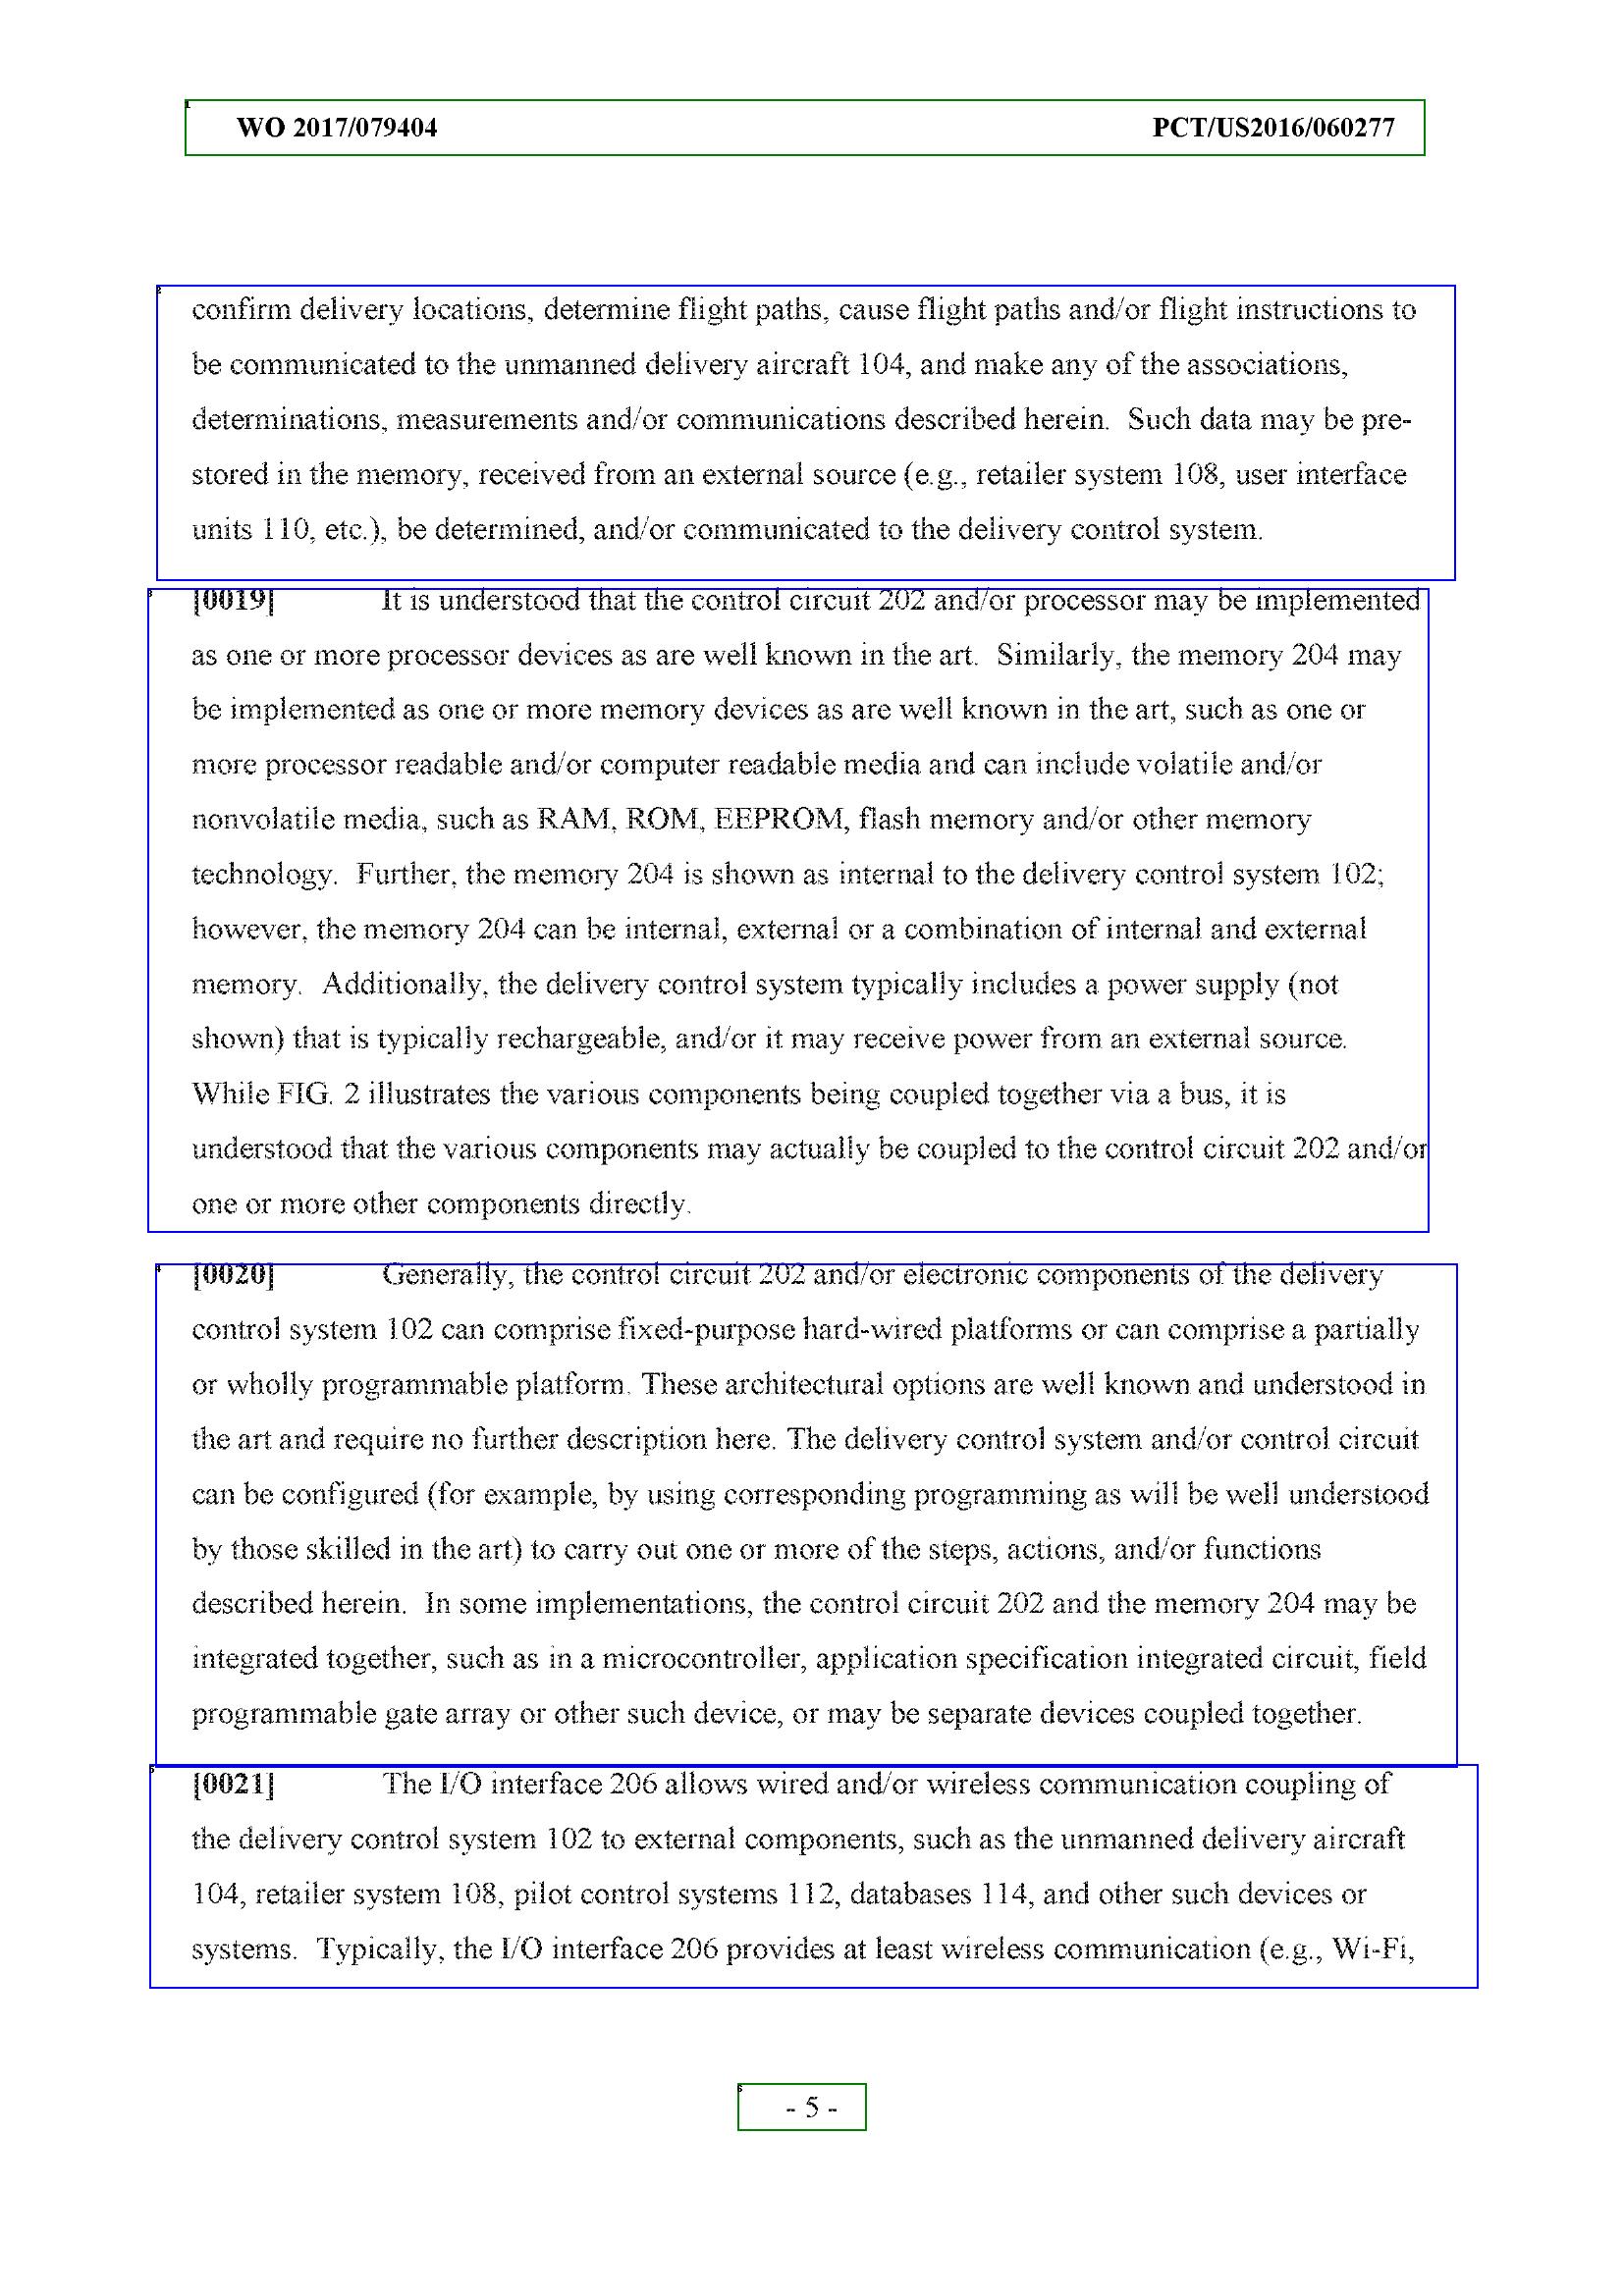 WO 2017/079404 PCT/US2016/060277
confirm delivery locations, determine flight paths, cause flight paths and/or flight instructions to
be communicated to the unmanned delivery aircraft 104, and make any of the associations,
determinations, measurements and/or communications described herein.  Such data may be pre-
stored in the memory, received from an external source (e.g., retailer system 108, user interface
units 110, etc.), be determined, and/or communicated to the delivery control system.
[0019] It is understood that the control circuit 202 and/or processor may be implemented
as one or more processor devices as are well known in the art.  Similarly, the memory 204 may
be implemented as one or more memory devices as are well known in the art, such as one or
more processor readable and/or computer readable media and can include volatile and/or
nonvolatile media, such as RAM, ROM, EEPROM, flash memory and/or other memory
technology.  Further, the memory 204 is shown as internal to the delivery control system 102;
however, the memory 204 can be internal, external or a combination of internal and external
memory.  Additionally, the delivery control system typically includes a power supply (not
shown) that is typically rechargeable, and/or it may receive power from an external source.
While FIG. 2 illustrates the various components being coupled together via a bus, it is
understood that the various components may actually be coupled to the control circuit 202 and/or
one or more other components directly.
[0020] Generally, the control circuit 202 and/or electronic components of the delivery
control system 102 can comprise fixed-purpose hard-wired platforms or can comprise a partially
or wholly programmable platform. These architectural options are well known and understood in
the art and require no further description here. The delivery control system and/or control circuit
can be configured (for example, by using corresponding programming as will be well understood
by those skilled in the art) to carry out one or more of the steps, actions, and/or functions
described herein.  In some implementations, the control circuit 202 and the memory 204 may be
integrated together, such as in a microcontroller, application specification integrated circuit, field
programmable gate array or other such device, or may be separate devices coupled together.
[0021] The I/O interface 206 allows wired and/or wireless communication coupling of
the delivery control system 102 to external components, such as the unmanned delivery aircraft
104, retailer system 108, pilot control systems 112, databases 114, and other such devices or
systems.  Typically, the I/O interface 206 provides at least wireless communication (e.g., Wi-Fi,
- 5 -